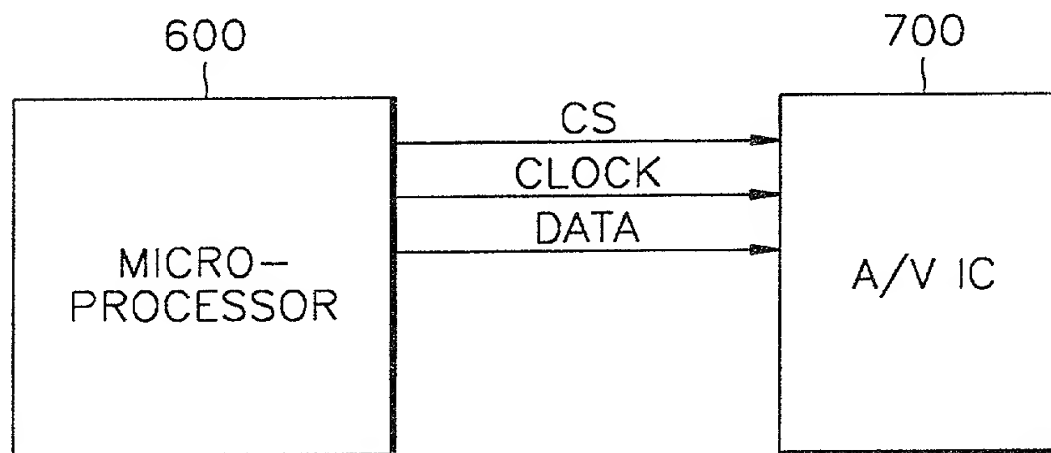 600
700
CS
CLOCK
DATA
MICRO-
PROCESSOR
A/V IC